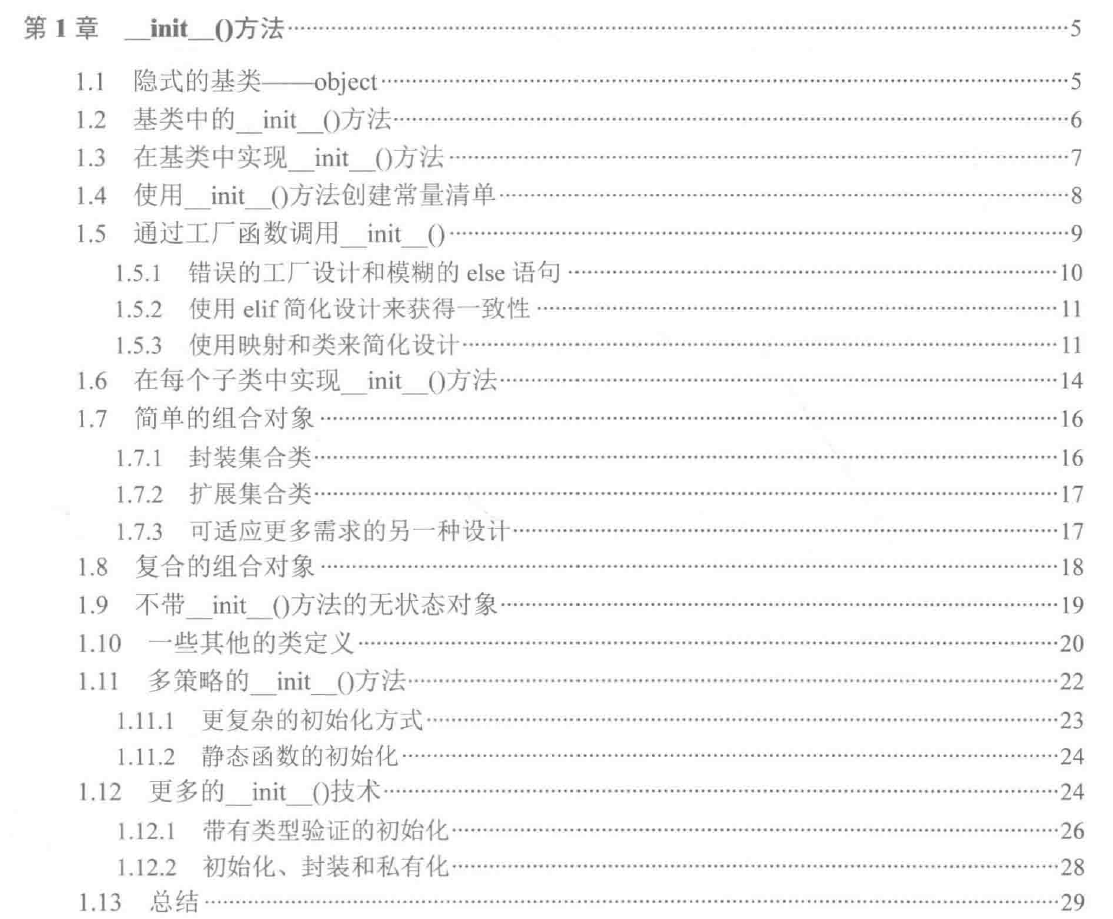 第 1 章 __init__()方法……5
1.1 隐式的基类——object……5
1.2 基类中的__init__()方法……6
1.3 在基类中实现__init__()方法……7
1.4 使用__init__()方法创建常量清单……8
1.5 通过工厂函数调用__init__()……9
1.5.1 错误的工厂设计和模糊的 else 语句……10
1.5.2 使用 elif 简化设计来获得一致性……11
1.5.3 使用映射和类来简化设计……11
1.6 在每个子类中实现__init__()方法……14
1.7 简单的组合对象……16
1.7.1 封装集合类……16
1.7.2 扩展集合类……17
1.7.3 可适应更多需求的另一种设计……17
1.8 复合的组合对象……18
1.9 不带__init__()方法的无状态对象……19
1.10 一些其他的类定义……20
1.11 多策略的__init__()方法……22
1.11.1 更复杂的初始化方式……23
1.11.2 静态函数的初始化……24
1.12 更多的__init__()技术……24
1.12.1 带有类型验证的初始化……26
1.12.2 初始化、封装和私有化……28
1.13 总结……29